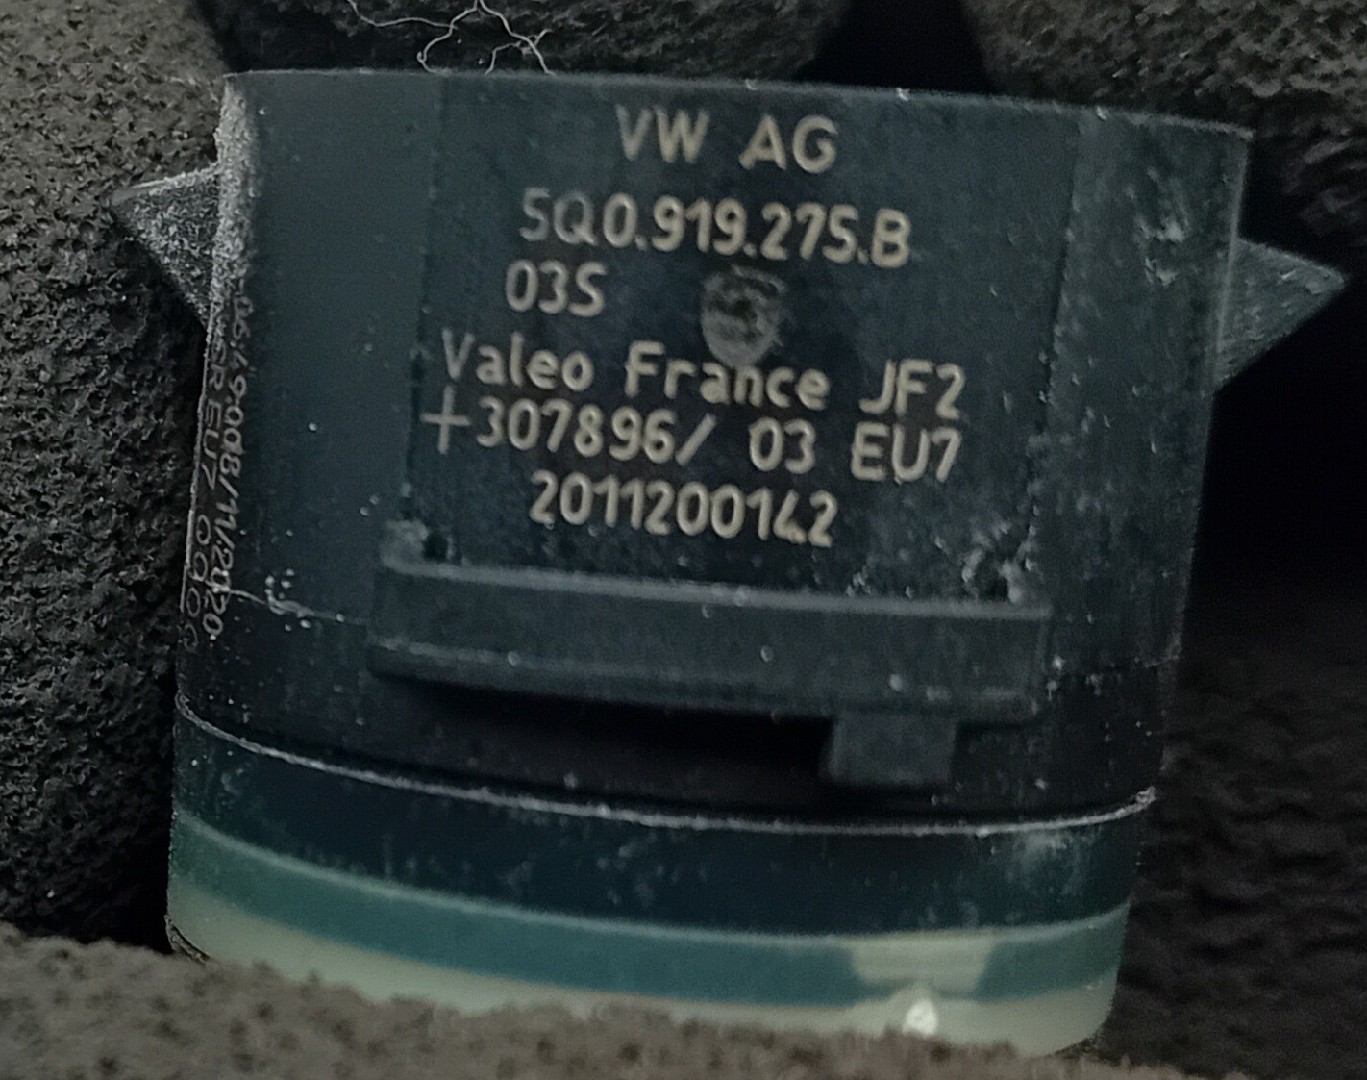 VW AG
5Q0.919.275.B
03S
Valeo France JF2
+307896/ 03 EU7
2011200142